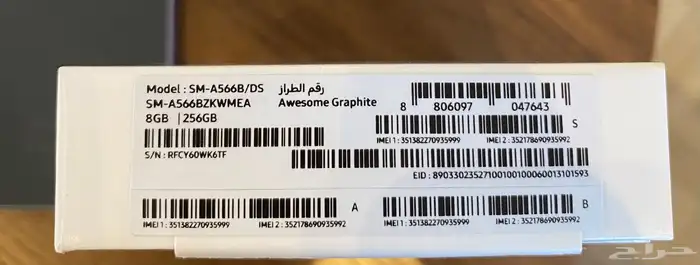 Model : SM-A566B/DS رقم الطراز
SM-A566BZKWMEA Awesome Graphite
8GB | 256GB
8 806097 047643
S
IMEI 1 : 351382270935999 IMEI 2 : 352178690935992
S/N : RFCY60WK6TF
EID : 89033023527100100100060013101593
A
IMEI 1 : 351382270935999 IMEI 2 : 352178690935992
B
IMEI 1 : 351382270935999 IMEI 2 : 352178690935992
حراج